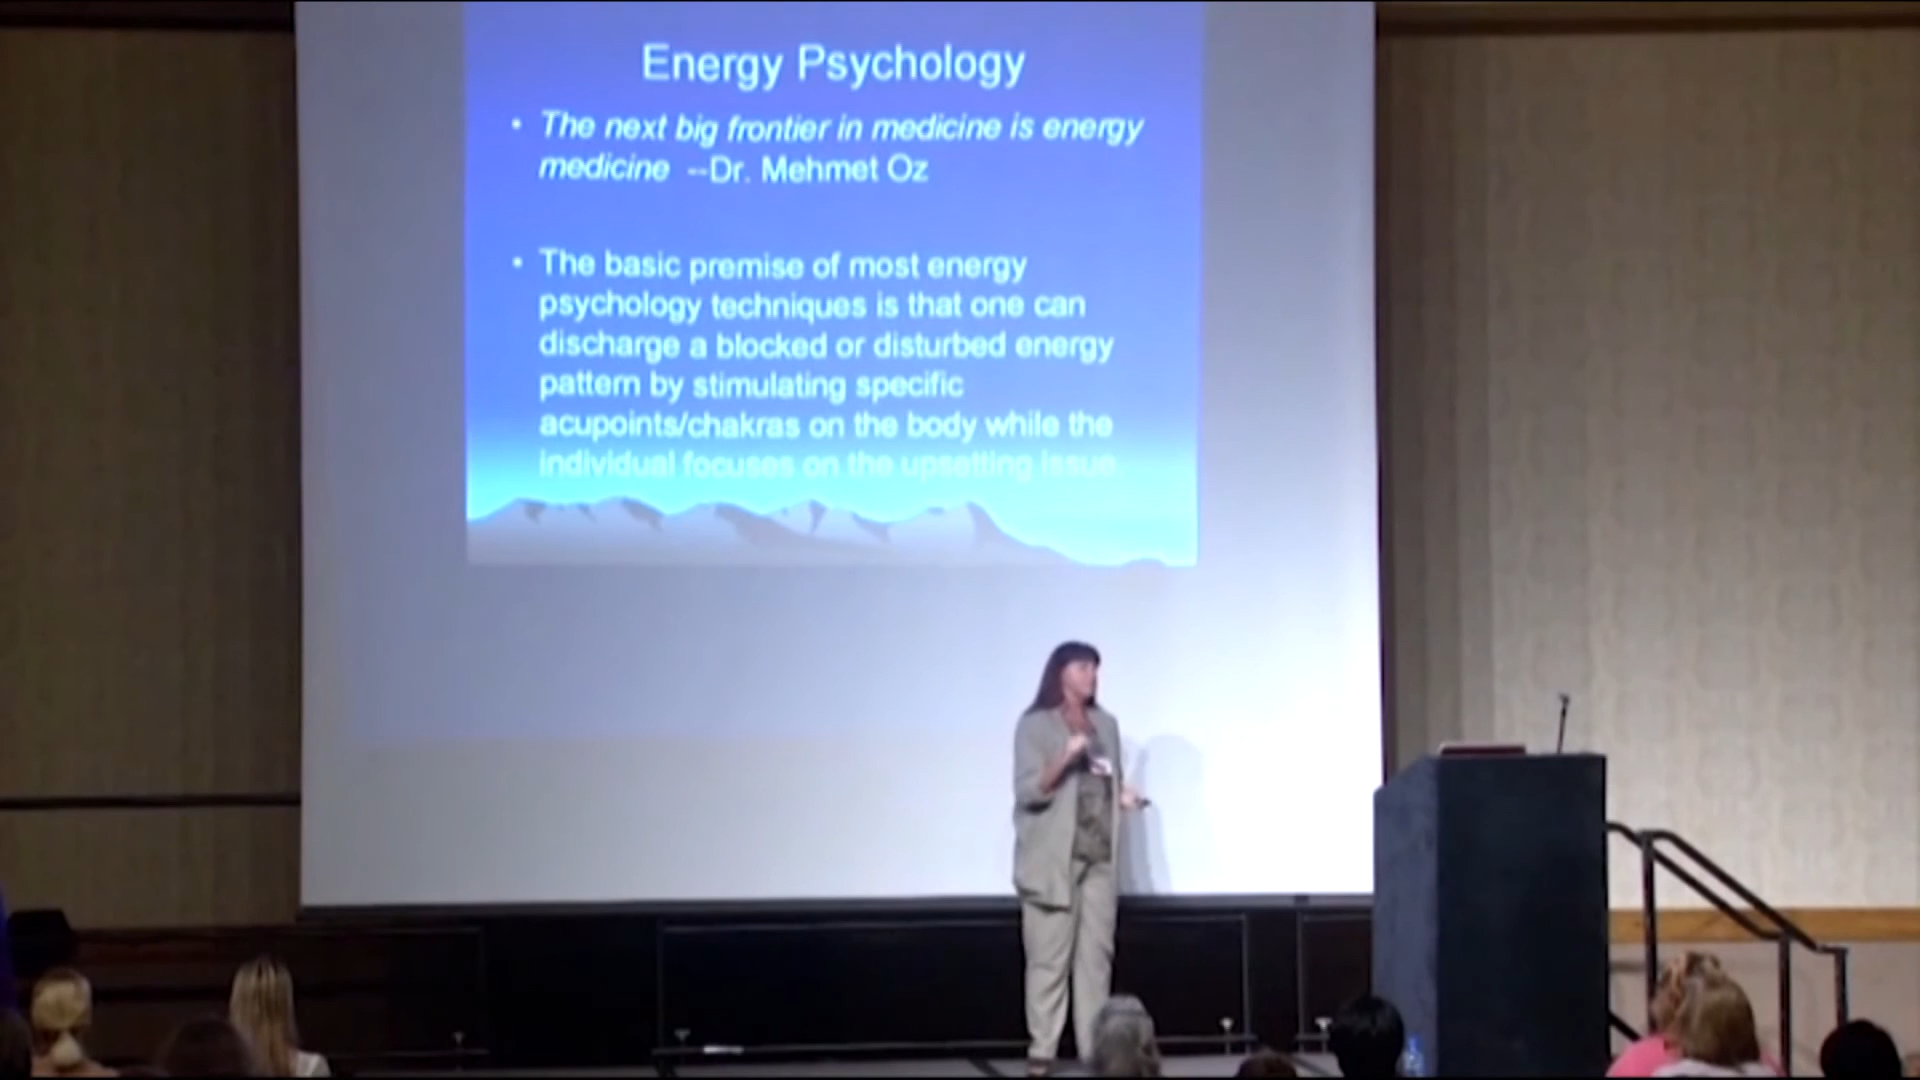 Energy Psychology
• The next big frontier in medicine is energy
medicine --Dr. Mehmet Oz
• The basic premise of most energy
psychology techniques is that one can
discharge a blocked or disturbed energy
pattern by stimulating specific
acupoints/chakras on the body while the
individual focuses on the upsetting issue